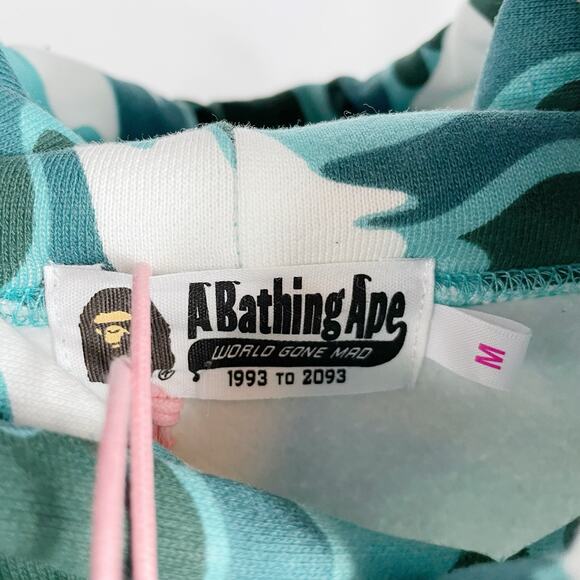 A Bathing Ape
WORLD GONE MAD
1993 TO 2093
M